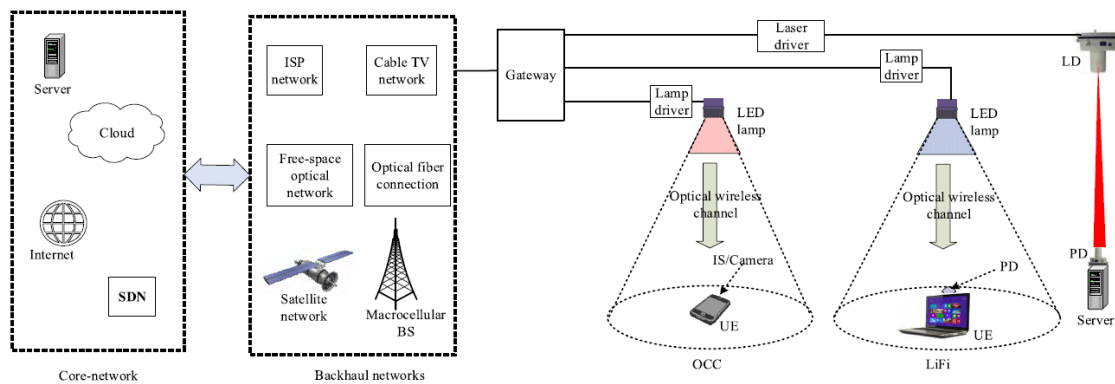 Server
Cloud
Internet
SDN
Core-network
ISP
network
Cable TV
network
Free-space
optical
network
Optical fiber
connection
Satellite
network
Macrocellular
BS
Backhaul networks
Gateway
Laser
driver
Lamp
driver
Lamp
driver
LD
LED
lamp
LED
lamp
Optical wireless
channel
Optical wireless
channel
IS/Camera
UE
OCC
PD
UE
LiFi
PD
Server